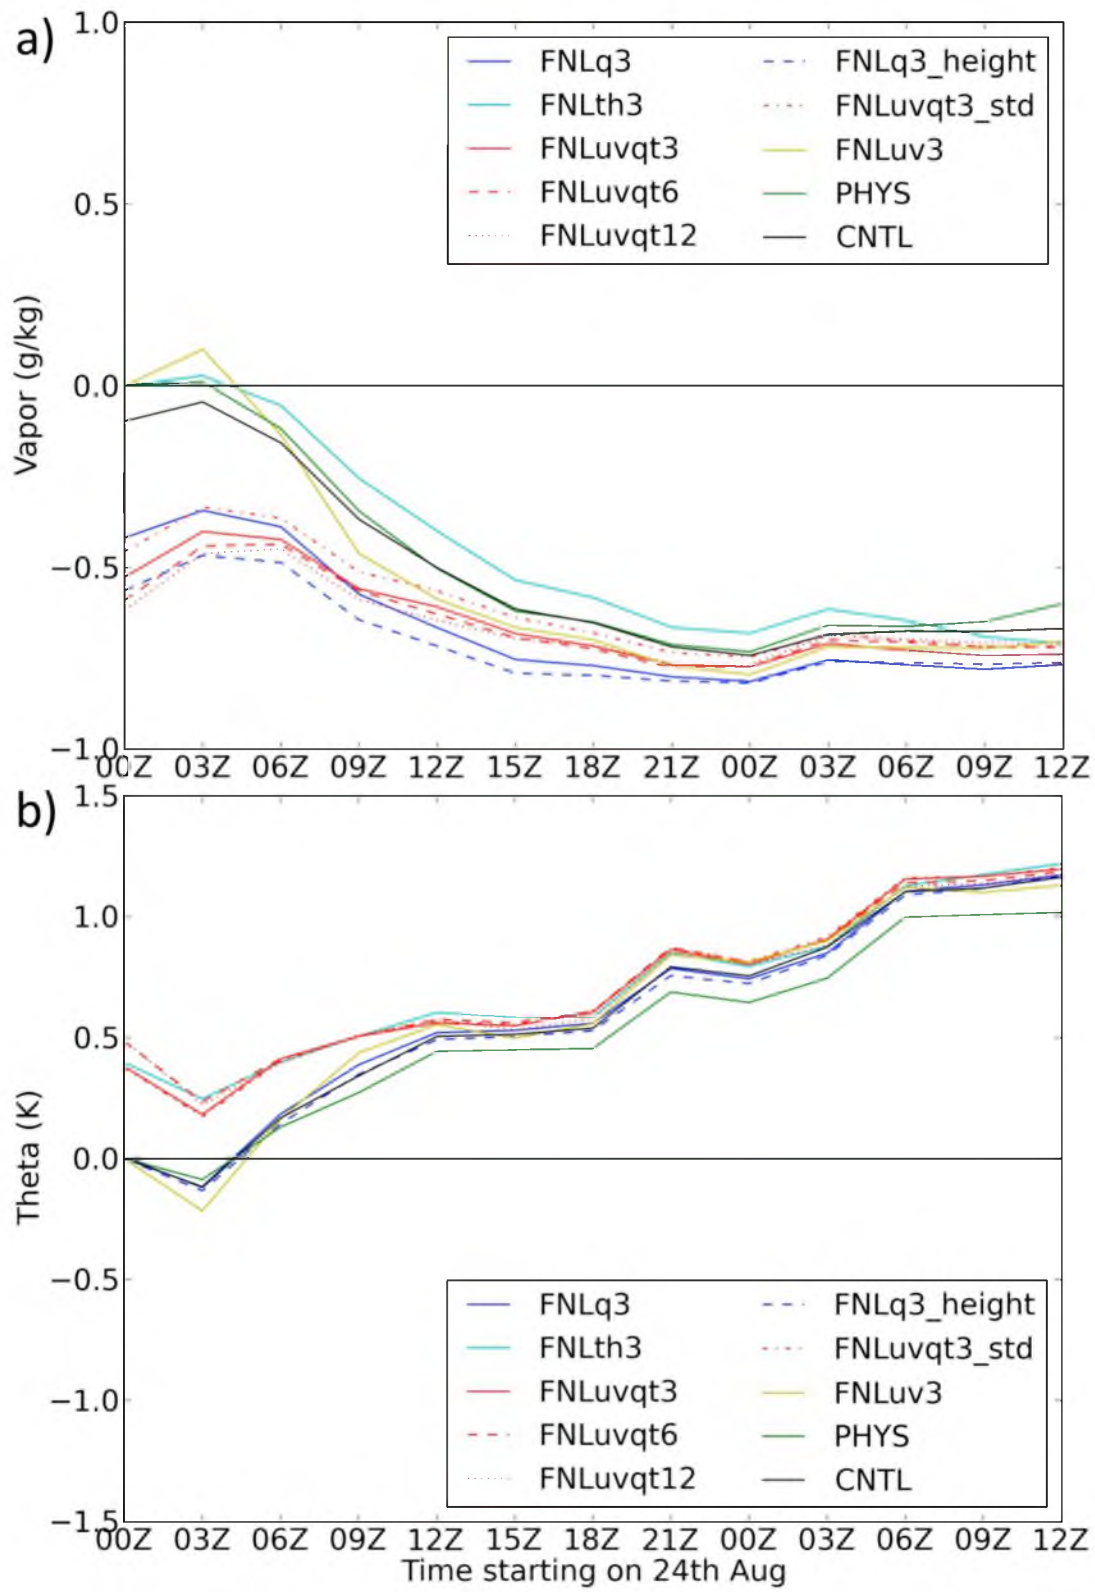 a)
1.0
0.5
0.0
−0.5
−1.0
Vapor (g/kg)
FNLq3
FNLth3
FNLuvqt3
FNLuvqt6
FNLuvqt12
FNLq3_height
FNLuvqt3_std
FNLuv3
PHYS
CNTL
00Z 03Z 06Z 09Z 12Z 15Z 18Z 21Z 00Z 03Z 06Z 09Z 12Z
b)
1.5
1.0
0.5
0.0
−0.5
−1.0
−1.5
Theta (K)
FNLq3
FNLth3
FNLuvqt3
FNLuvqt6
FNLuvqt12
FNLq3_height
FNLuvqt3_std
FNLuv3
PHYS
CNTL
00Z 03Z 06Z 09Z 12Z 15Z 18Z 21Z 00Z 03Z 06Z 09Z 12Z
Time starting on 24th Aug